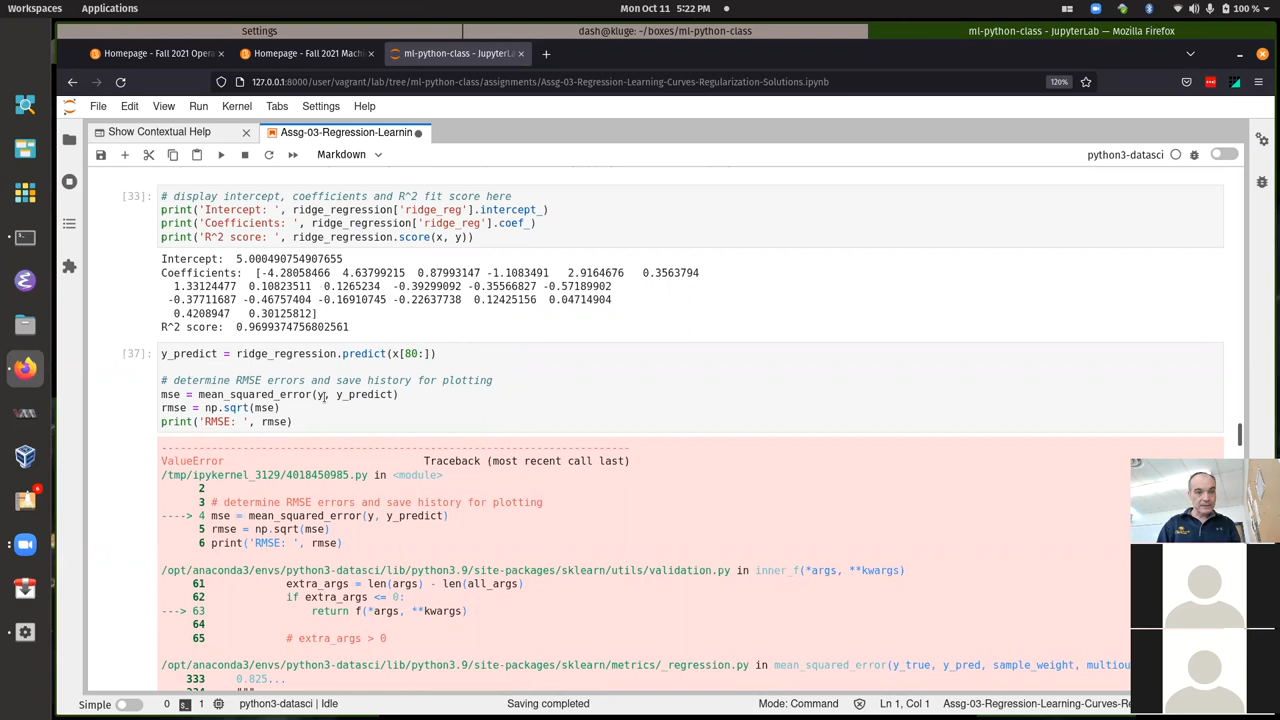 Workspaces Applications Mon Oct 11 5:22 PM 100 %
Settings dash@kluge: ~/boxes/ml-python-class ml-python-class - JupyterLab — Mozilla Firefox
Homepage - Fall 2021 Opera Homepage - Fall 2021 Machi ml-python-class - JupyterLa
127.0.0.1:8000/user/vagrant/lab/tree/ml-python-class/assignments/Assg-03-Regression-Learning-Curves-Regularization-Solutions.ipynb 120%
File Edit View Run Kernel Tabs Settings Help
Show Contextual Help Assg-03-Regression-Learnin
Markdown python3-datasci
[33]: # display intercept, coefficients and R^2 fit score here
print('Intercept: ', ridge_regression['ridge_reg'].intercept_)
print('Coefficients: ', ridge_regression['ridge_reg'].coef_)
print('R^2 score: ', ridge_regression.score(x, y))
Intercept:  5.000490754907655
Coefficients  [-4.28058466  4.63799215  0.87993147 -1.1083491   2.9164676   0.3563794
1.33124477  0.10823511  0.1265234  -0.39299092 -0.35566827 -0.57189902
-0.37711687 -0.46757404 -0.16910745 -0.22637738  0.12425156  0.04714904
0.4208947   0.30125812]
R^2 score:  0.9699374756802561
[37]: y_predict = ridge_regression.predict(x[80:])
# determine RMSE errors and save history for plotting
mse = mean_squared_error(y, y_predict)
rmse = np.sqrt(mse)
print('RMSE: ', rmse)
---------------------------------------------------------------------------
ValueError Traceback (most recent call last)
/tmp/ipykernel_3129/4018450985.py in <module>
2
3 # determine RMSE errors and save history for plotting
----> 4 mse = mean_squared_error(y, y_predict)
5 rmse = np.sqrt(mse)
6 print('RMSE: ', rmse)
/opt/anaconda3/envs/python3-datasci/lib/python3.9/site-packages/sklearn/utils/validation.py in inner_f(*args, **kwargs)
61 extra_args = len(args) - len(all_args)
62 if extra_args <= 0:
---> 63 return f(*args, **kwargs)
64
65 # extra_args > 0
/opt/anaconda3/envs/python3-datasci/lib/python3.9/site-packages/sklearn/metrics/_regression.py in mean_squared_error(y_true, y_pred, sample_weight, multiou
333 0.825...
Simple 0 1 python3-datasci | Idle Saving completed Mode: Command Ln 1, Col 1 Assg-03-Regression-Learning-Curves-Re